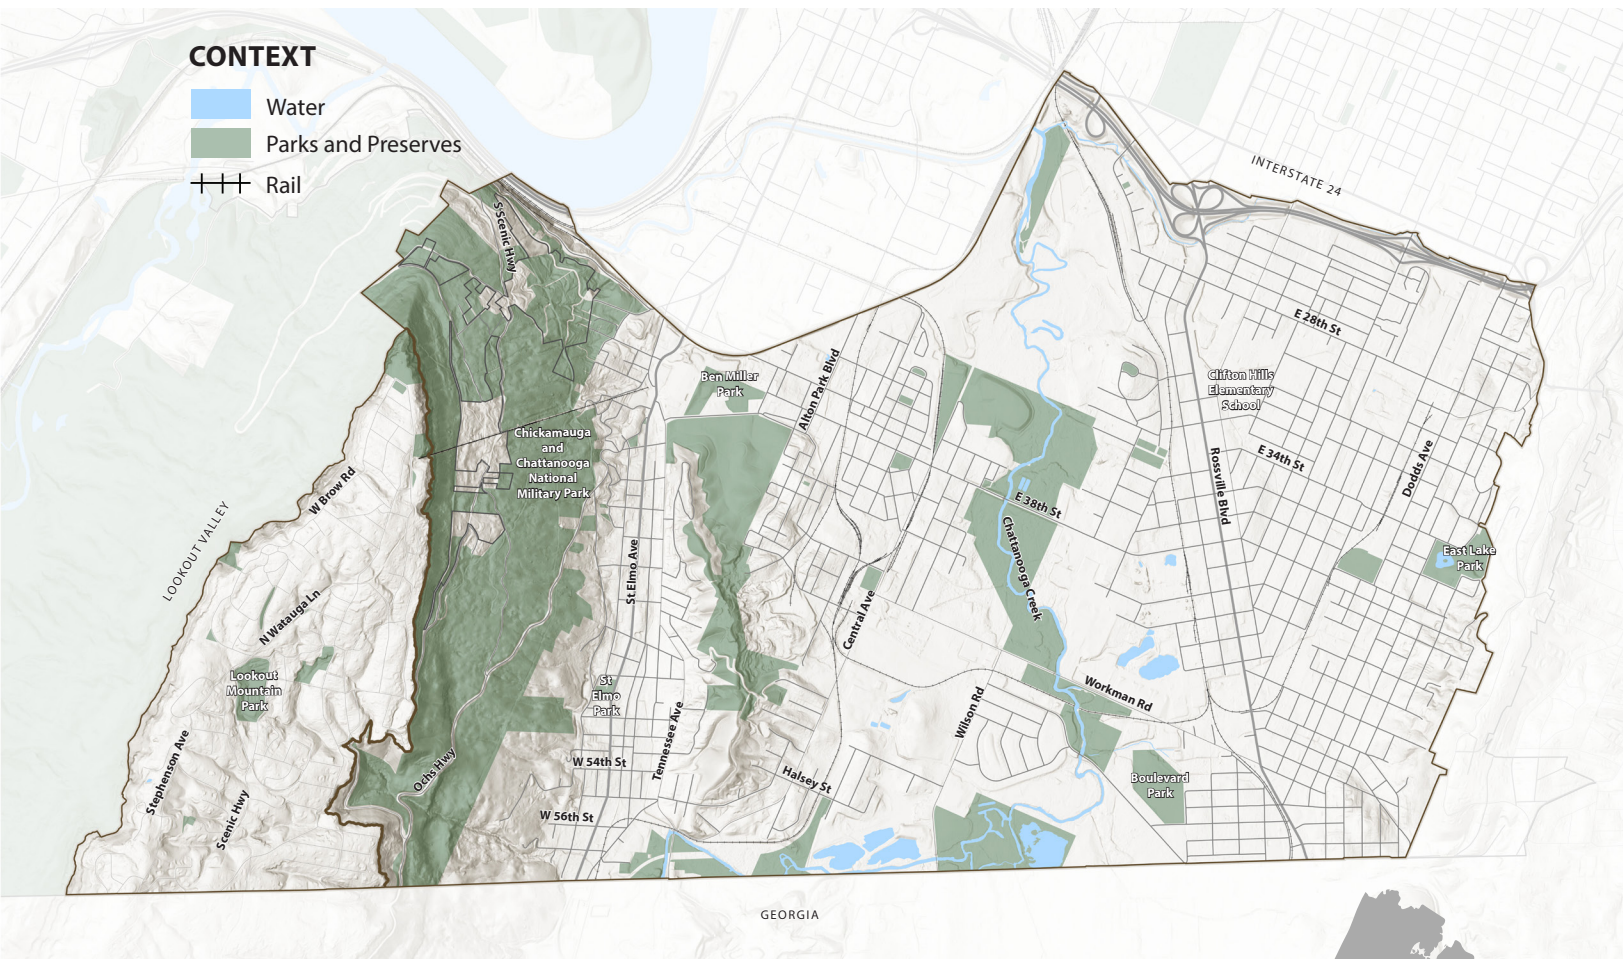 CONTEXT
Water
Parks and Preserves
Rail
INTERSTATE 24
S Scenic Hwy
E 28th St
Ben Miller
Park
Alton Park Blvd
Clifton Hills
Elementary
School
Chickamauga
and
Chattanooga
National
Military Park
W Brow Rd
LOOKOUT VALLEY
E 34th St
Dodds Ave
Rossville Blvd
E 38th St
Chattanooga Creek
East Lake
Park
St Elmo Ave
Central Ave
N Watauga Ln
Lookout
Mountain
Park
St
Elmo
Park
Workman Rd
Wilson Rd
Tennessee Ave
Stephenson Ave
Scenic Hwy
Ochs Hwy
W 54th St
Halsey St
Boulevard
Park
W 56th St
GEORGIA